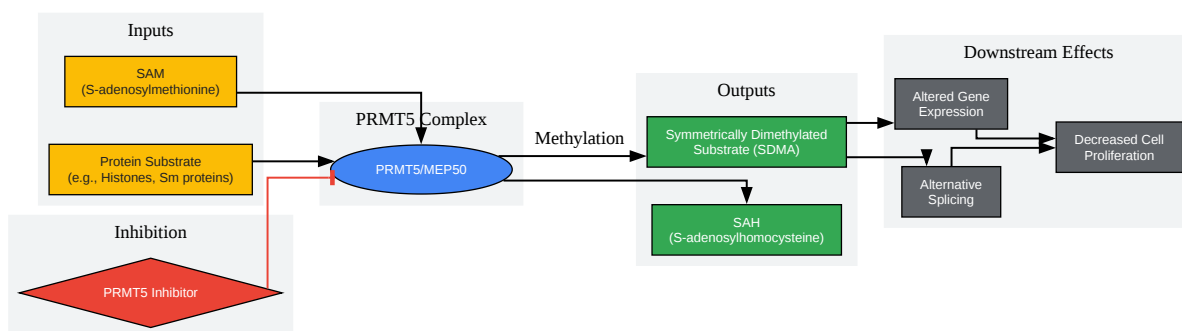 Inputs
SAM
(S-adenosylmethionine)
Protein Substrate
(e.g., Histones, Sm proteins)
Inhibition
PRMT5 Inhibitor
PRMT5 Complex
PRMT5/MEP50
Methylation
Outputs
Symmetrically Dimethylated
Substrate (SDMA)
SAH
(S-adenosylhomocysteine)
Downstream Effects
Altered Gene
Expression
Alternative
Splicing
Decreased Cell
Proliferation